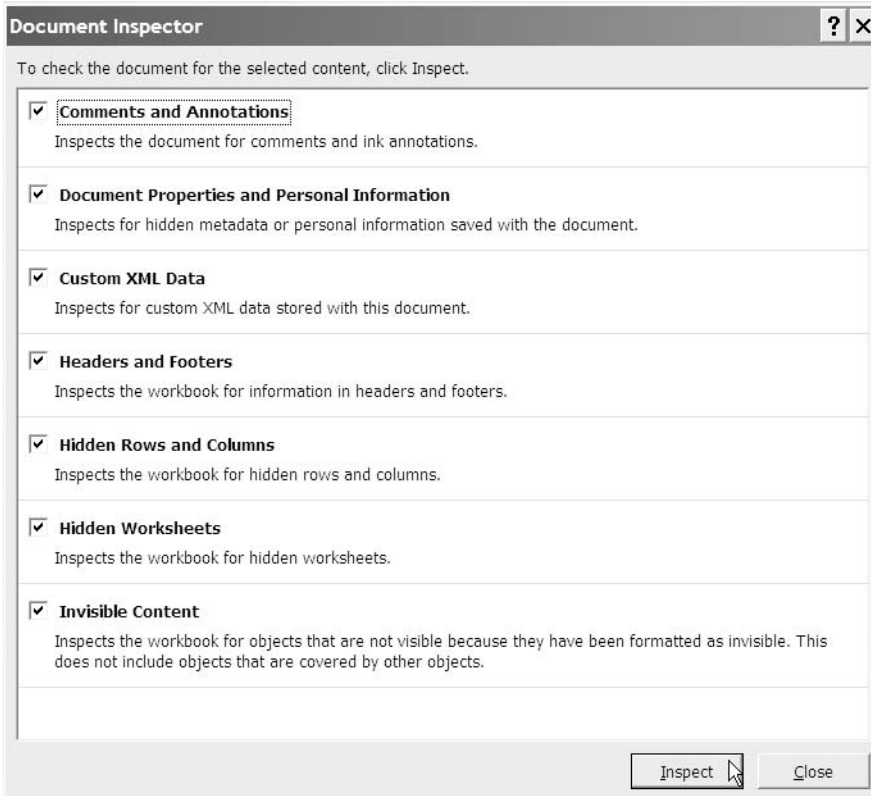 Document Inspector
?
To check the document for the selected content, click Inspect.
Comments and Annotations
Inspects the document for comments and ink annotations.
Document Properties and Personal Information
Inspects for hidden metadata or personal information saved with the document.
Custom XML Data
Inspects for custom XML data stored with this document.
Headers and Footers
Inspects the workbook for information in headers and footers.
Hidden Rows and Columns
Inspects the workbook for hidden rows and columns.
Hidden Worksheets
Inspects the workbook for hidden worksheets.
Invisible Content
Inspects the workbook for objects that are not visible because they have been formatted as invisible. This
does not include objects that are covered by other objects.
Inspect Close